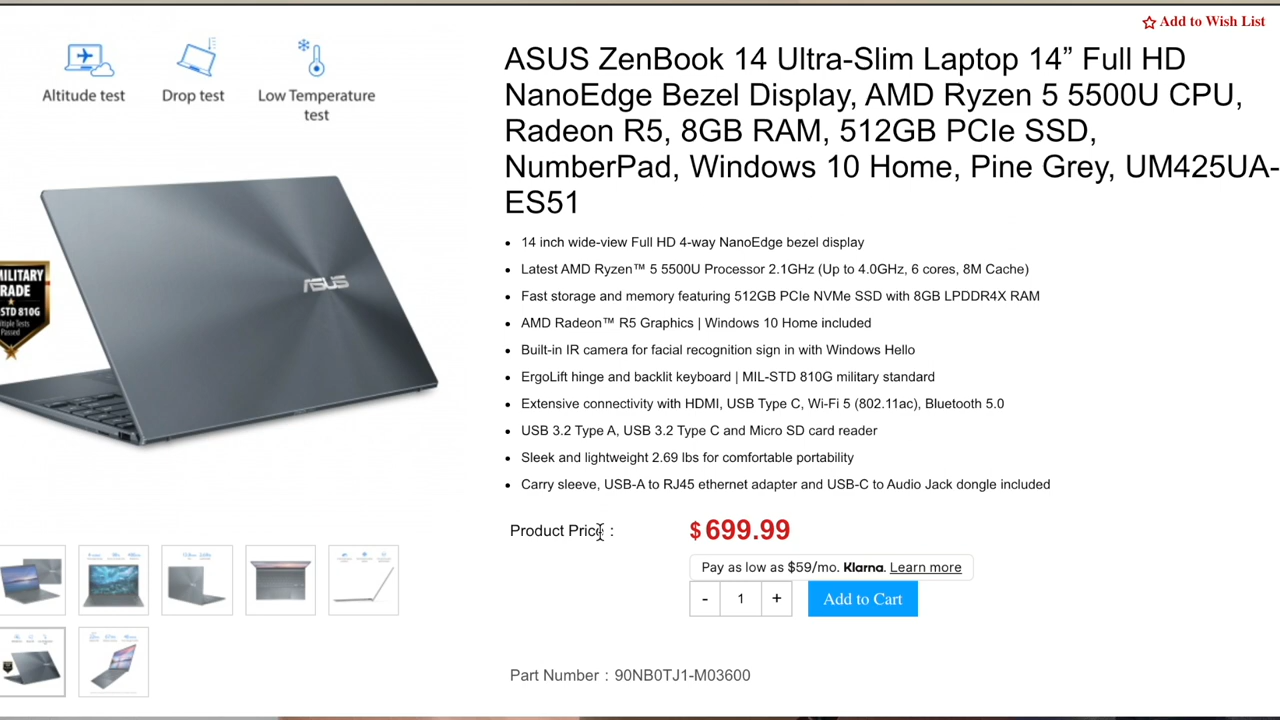 Add to Wish List
Altitude test
Drop test
Low Temperature
test
MILITARY
RADE
STD 810G
ltiple Tests
Passed
ASUS
ASUS ZenBook 14 Ultra-Slim Laptop 14” Full HD
NanoEdge Bezel Display, AMD Ryzen 5 5500U CPU,
Radeon R5, 8GB RAM, 512GB PCIe SSD,
NumberPad, Windows 10 Home, Pine Grey, UM425UA-
ES51
• 14 inch wide-view Full HD 4-way NanoEdge bezel display
• Latest AMD Ryzen™ 5 5500U Processor 2.1GHz (Up to 4.0GHz, 6 cores, 8M Cache)
• Fast storage and memory featuring 512GB PCIe NVMe SSD with 8GB LPDDR4X RAM
• AMD Radeon™ R5 Graphics | Windows 10 Home included
• Built-in IR camera for facial recognition sign in with Windows Hello
• ErgoLift hinge and backlit keyboard | MIL-STD 810G military standard
• Extensive connectivity with HDMI, USB Type C, Wi-Fi 5 (802.11ac), Bluetooth 5.0
• USB 3.2 Type A, USB 3.2 Type C and Micro SD card reader
• Sleek and lightweight 2.69 lbs for comfortable portability
• Carry sleeve, USB-A to RJ45 ethernet adapter and USB-C to Audio Jack dongle included
Product Price : $ 699.99
Pay as low as $59/mo. Klarna. Learn more
- 1 + Add to Cart
Part Number : 90NB0TJ1-M03600